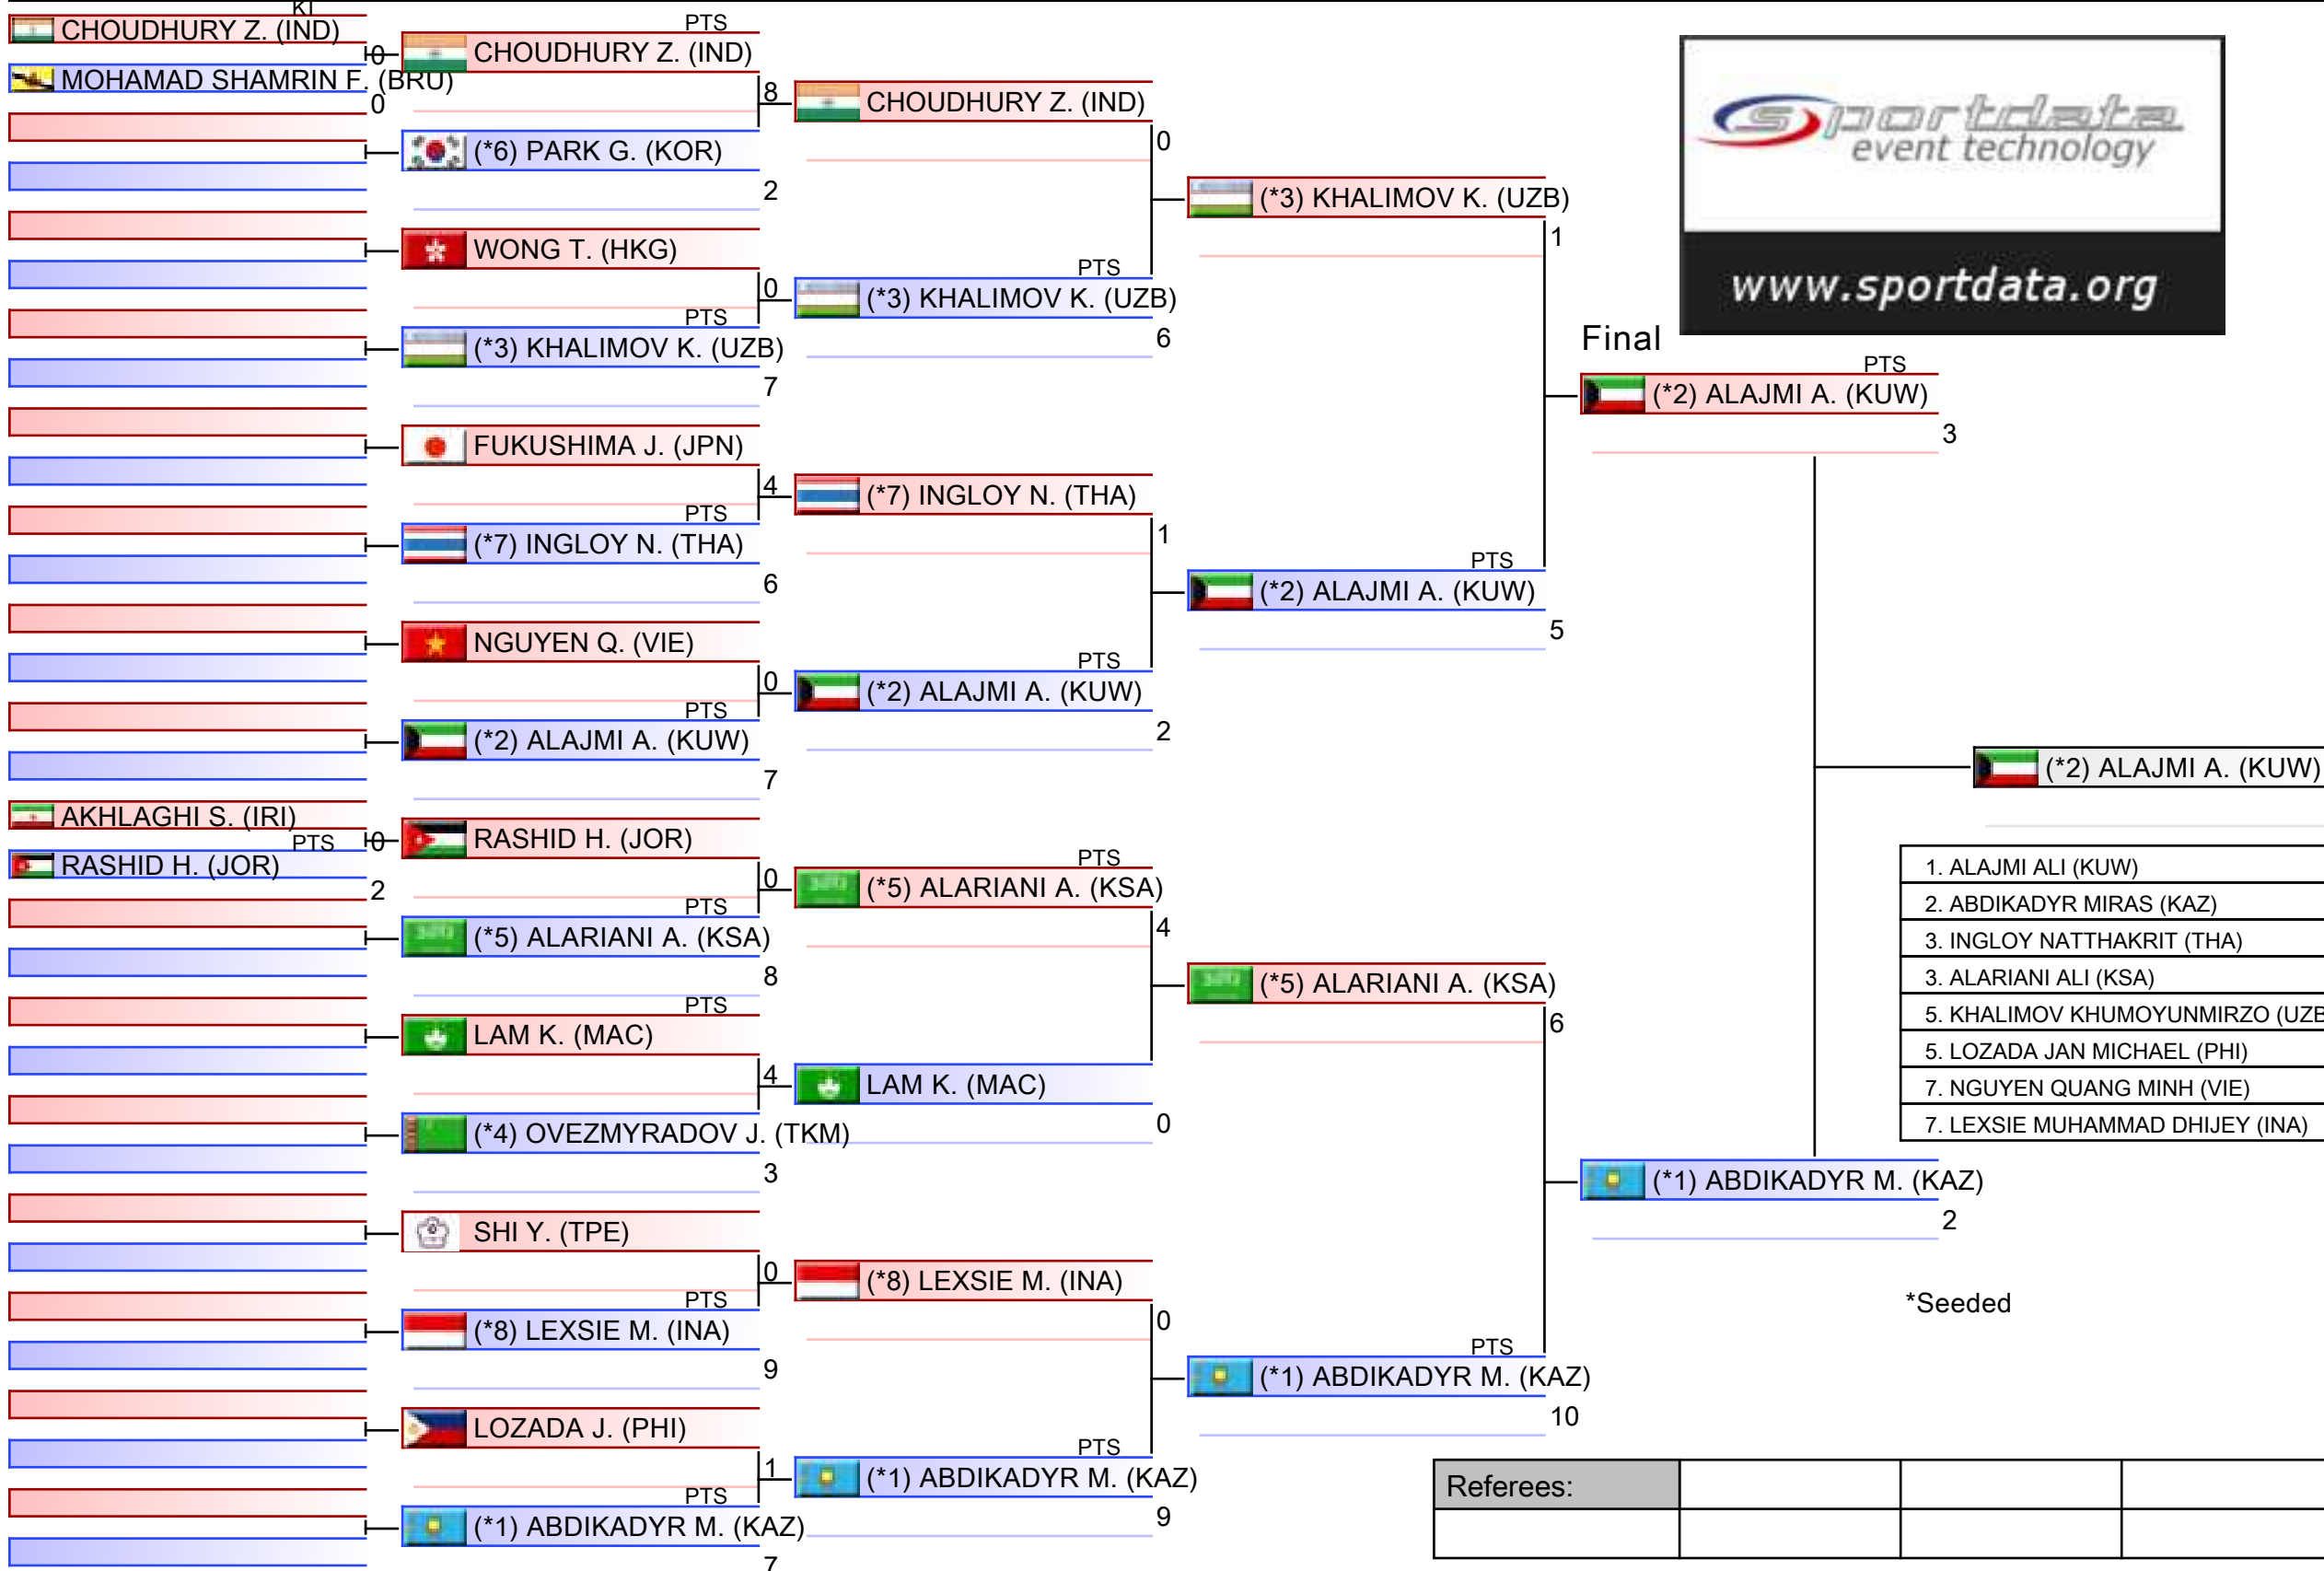 KI
CHOUDHURY Z. (IND)
0
MOHAMAD SHAMRIN F. (BRU)
0
AKHLAGHI S. (IRI)
0
PTS
RASHID H. (JOR)
2
PTS
CHOUDHURY Z. (IND)
8
(*6) PARK G. (KOR)
2
WONG T. (HKG)
0
PTS
(*3) KHALIMOV K. (UZB)
7
FUKUSHIMA J. (JPN)
4
PTS
(*7) INGLOY N. (THA)
6
NGUYEN Q. (VIE)
0
PTS
(*2) ALAJMI A. (KUW)
7
RASHID H. (JOR)
0
PTS
(*5) ALARIANI A. (KSA)
8
PTS
LAM K. (MAC)
4
(*4) OVEZMYRADOV J. (TKM)
3
SHI Y. (TPE)
0
PTS
(*8) LEXSIE M. (INA)
9
LOZADA J. (PHI)
1
PTS
(*1) ABDIKADYR M. (KAZ)
7
CHOUDHURY Z. (IND)
0
PTS
(*3) KHALIMOV K. (UZB)
6
(*7) INGLOY N. (THA)
1
PTS
(*2) ALAJMI A. (KUW)
2
PTS
(*5) ALARIANI A. (KSA)
4
LAM K. (MAC)
0
(*8) LEXSIE M. (INA)
0
PTS
(*1) ABDIKADYR M. (KAZ)
9
(*3) KHALIMOV K. (UZB)
1
PTS
(*2) ALAJMI A. (KUW)
5
(*5) ALARIANI A. (KSA)
6
PTS
(*1) ABDIKADYR M. (KAZ)
10
sportdata
event technology
www.sportdata.org
Final
PTS
(*2) ALAJMI A. (KUW)
3
(*1) ABDIKADYR M. (KAZ)
2
(*2) ALAJMI A. (KUW)
1. ALAJMI ALI (KUW)
2. ABDIKADYR MIRAS (KAZ)
3. INGLOY NATTHAKRIT (THA)
3. ALARIANI ALI (KSA)
5. KHALIMOV KHUMOYUNMIRZO (UZB
5. LOZADA JAN MICHAEL (PHI)
7. NGUYEN QUANG MINH (VIE)
7. LEXSIE MUHAMMAD DHIJEY (INA)
*Seeded
Referees: